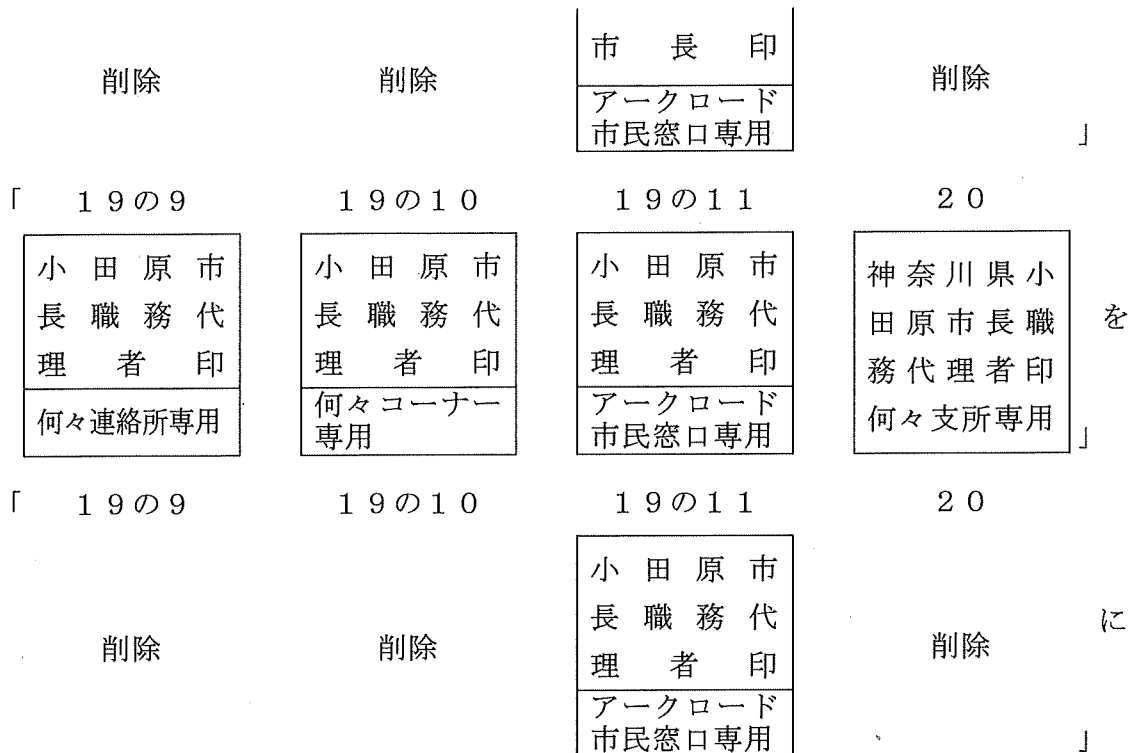 市長印
削除 削除 アークロード 削除
市民窓口専用 」
「 19の9 19の10 19の11 20
小田原市 小田原市 小田原市 神奈川県小
長職務代 長職務代 長職務代 田原市長職 を
理者印 理者印 理者印 務代理者印
何々連絡所専用 何々コーナー専用 アークロード市民窓口専用 何々支所専用 」
「 19の9 19の10 19の11 20
小田原市
長職務代 に
削除 削除 理者印 削除
アークロード
市民窓口専用 」